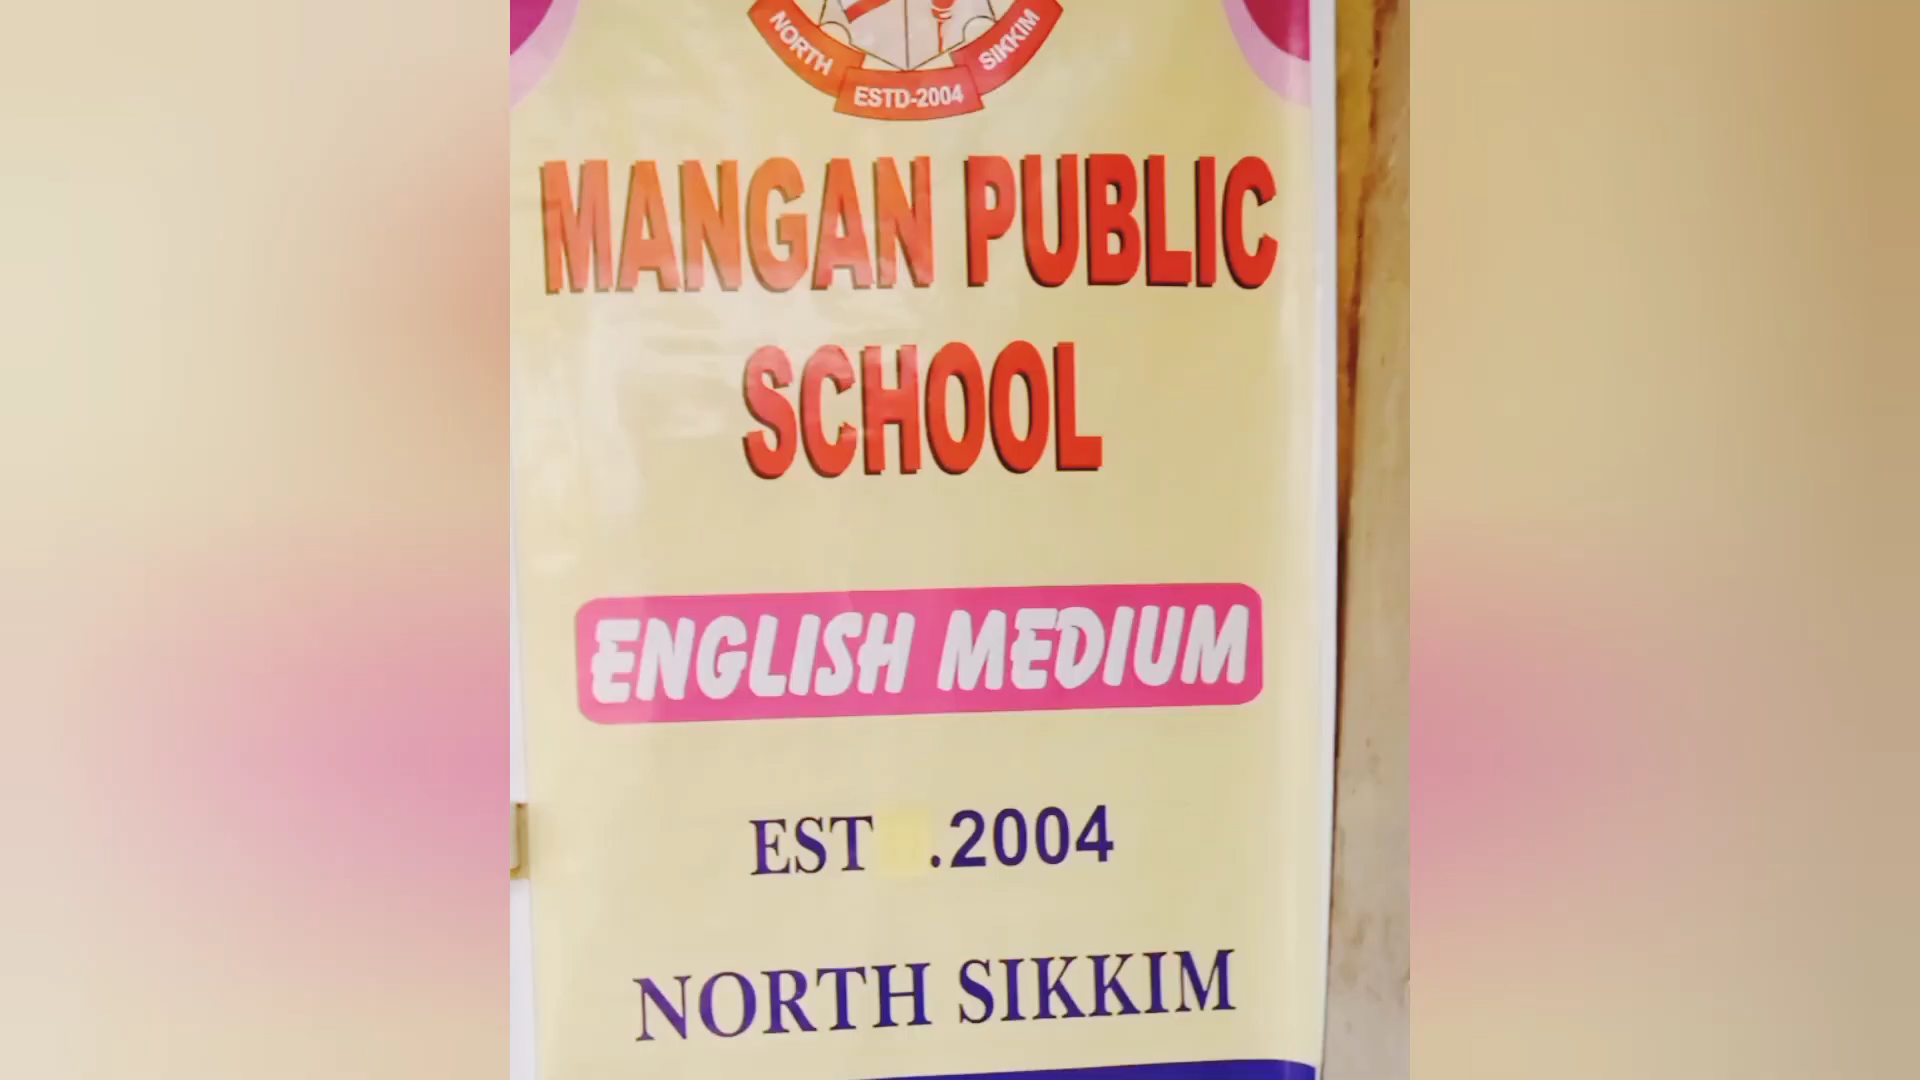 NORTH
ESTD-2004
SIKKIM
MANGAN PUBLIC
SCHOOL
ENGLISH MEDIUM
EST .2004
NORTH SIKKIM